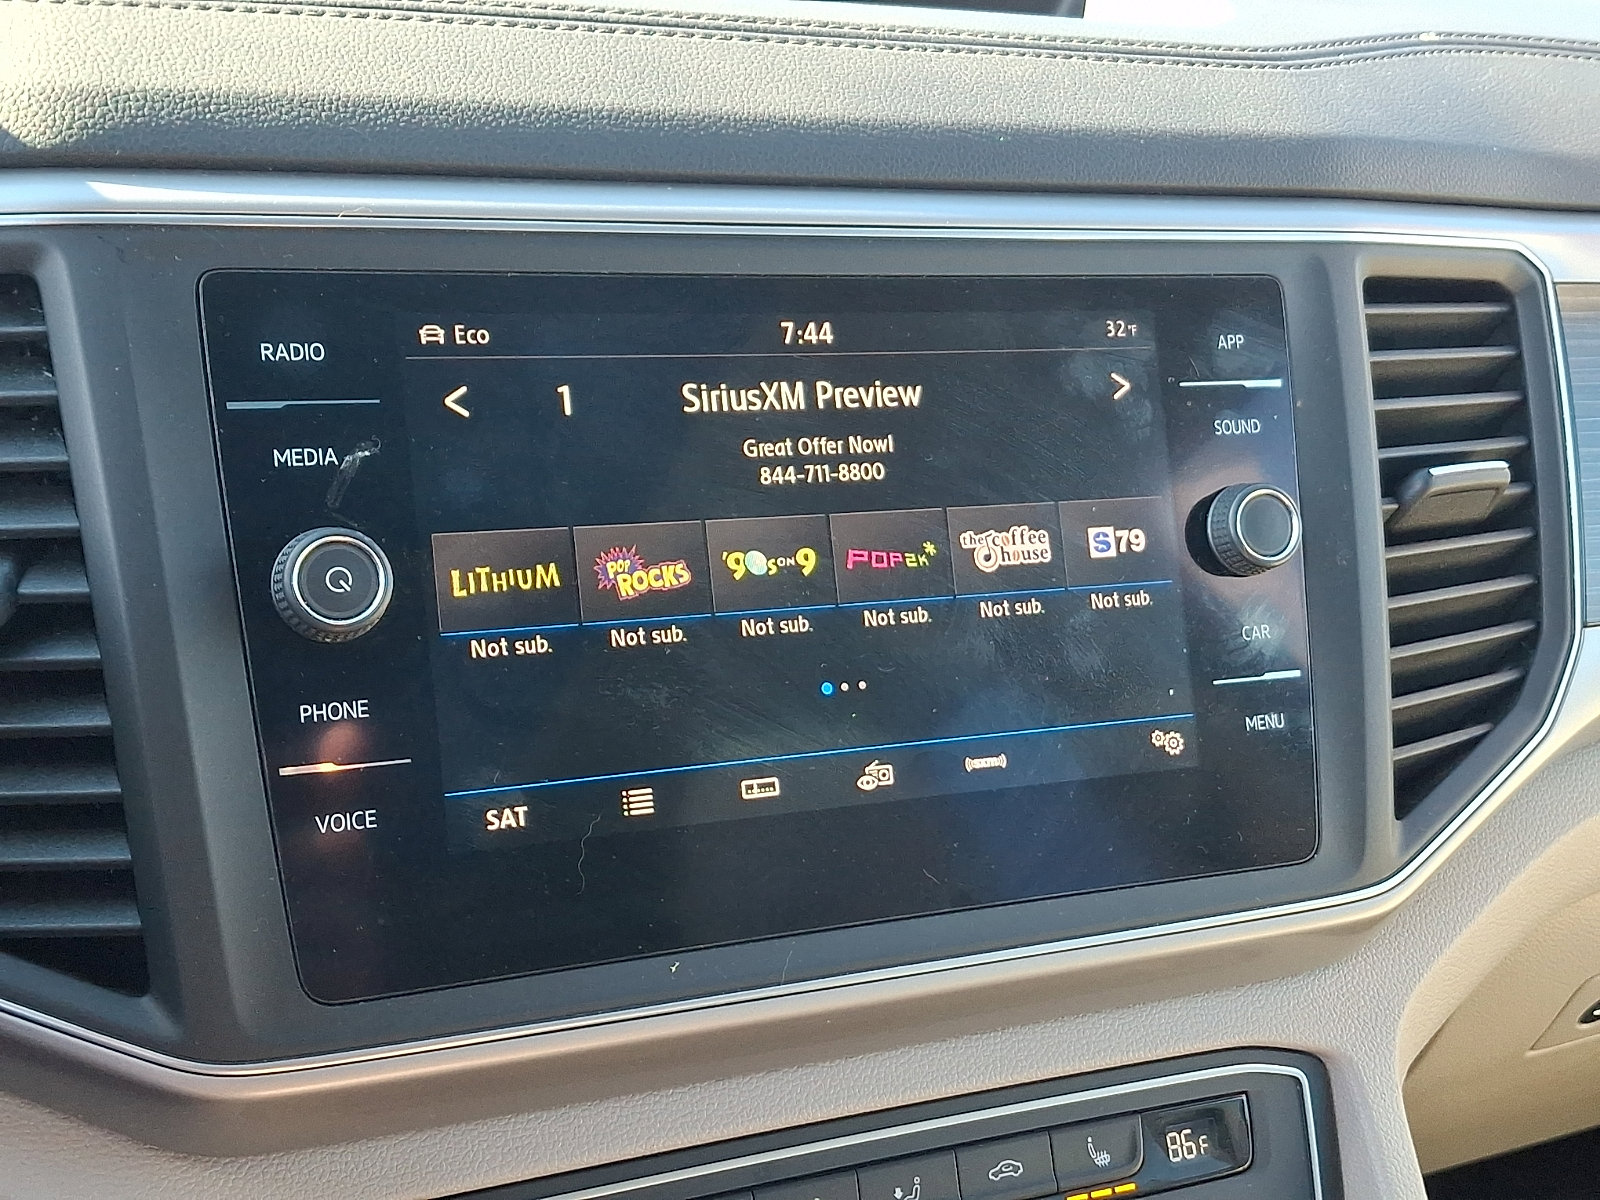 RADIO
MEDIA
PHONE
VOICE
Eco 7:44 32°F
< 1 SiriusXM Preview >
Great Offer Now!
844-711-8800
LITHIUM POP ROCKS '90s ON 9 POP2K* the coffee house S 79
Not sub. Not sub. Not sub. Not sub. Not sub. Not sub.
SAT
APP
SOUND
CAR
MENU
86°F